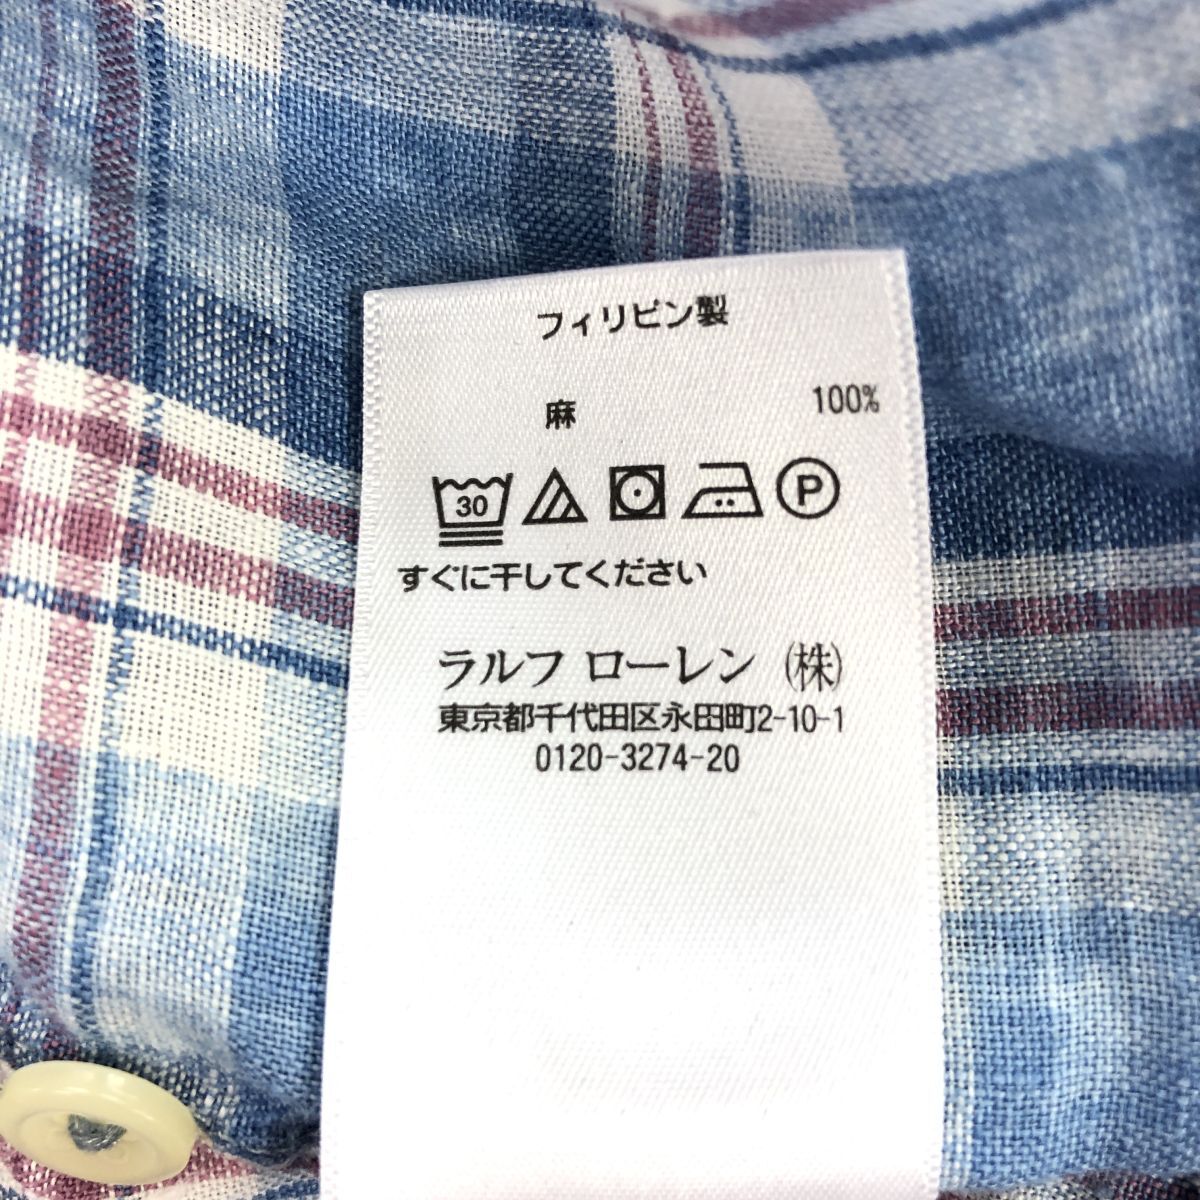 フィリピン製
麻 100%
30 P
すぐに干してください
ラルフ ローレン (株)
東京都千代田区永田町2-10-1
0120-3274-20